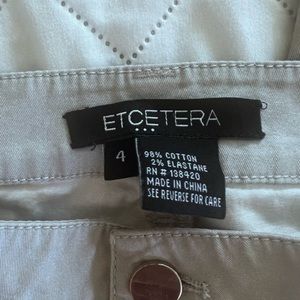 ETCETERA
4
98% COTTON
2% ELASTANE
RN # 138420
MADE IN CHINA
SEE REVERSE FOR CARE